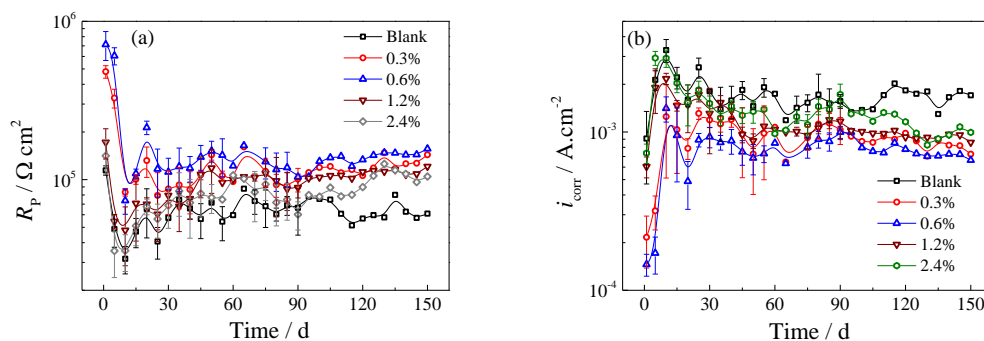 (a)
Blank
0.3%
0.6%
1.2%
2.4%
10^6
10^5
R_P / Ω cm^2
0 30 60 90 120 150
Time / d
(b)
Blank
0.3%
0.6%
1.2%
2.4%
10^-3
10^-4
i_corr / A.cm^-2
0 30 60 90 120 150
Time / d